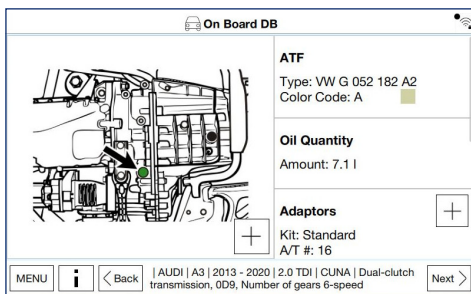 On Board DB
ATF
Type: VW G 052 182 A2
Color Code: A
Oil Quantity
Amount: 7.1 l
Adaptors
Kit: Standard
A/T #: 16
MENU
i
< Back
| AUDI | A3 | 2013 - 2020 | 2.0 TDI | CUNA | Dual-clutch
transmission, 0D9, Number of gears 6-speed
Next >